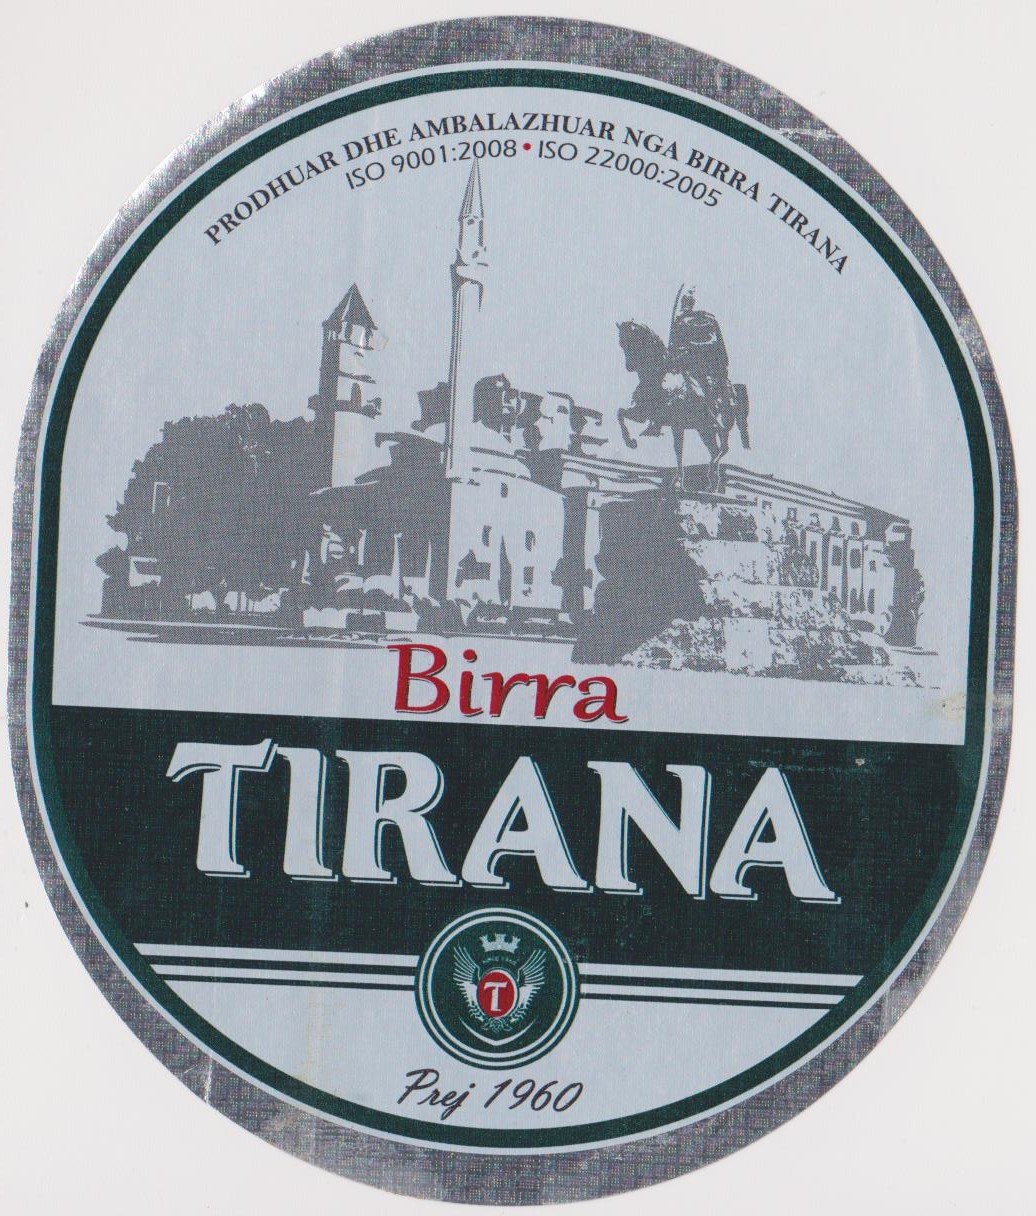 PRODHUAR DHE AMBALAZHUAR NGA BIRRA TIRANA
ISO 9001:2008 • ISO 22000:2005
Birra
TIRANA
T
Prej 1960